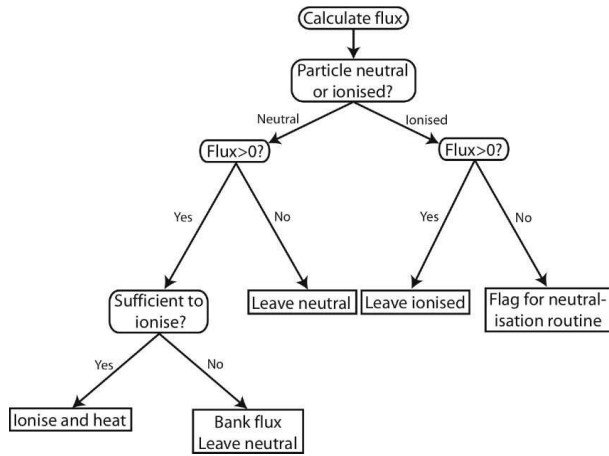 Calculate flux
Particle neutral
or ionised?
Neutral
Ionised
Flux>0?
Flux>0?
Yes
No
Yes
No
Sufficient to
ionise?
Leave neutral
Leave ionised
Flag for neutral-
isation routine
Yes
No
Ionise and heat
Bank flux
Leave neutral